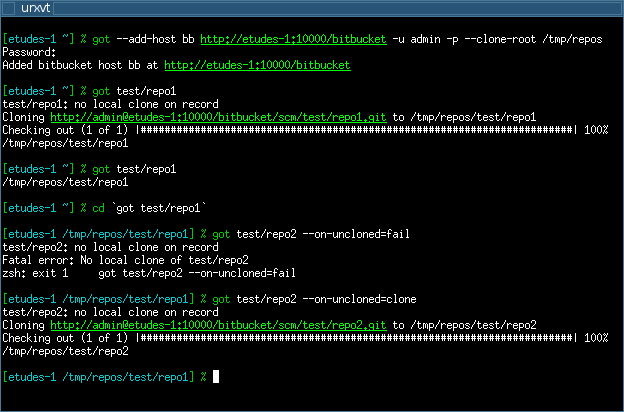 urxvt
[etudes-1 ~] % got --add-host bb http://etudes-1:10000/bitbucket -u admin -p --clone-root /tmp/repos
Password:
Added bitbucket host bb at http://etudes-1:10000/bitbucket
[etudes-1 ~] % got test/repo1
test/repo1: no local clone on record
Cloning http://admin@etudes-1:10000/bitbucket/scm/test/repo1.git to /tmp/repos/test/repo1
Checking out (1 of 1) |########################################################################| 100%
/tmp/repos/test/repo1
[etudes-1 ~] % got test/repo1
/tmp/repos/test/repo1
[etudes-1 ~] % cd `got test/repo1`
[etudes-1 /tmp/repos/test/repo1] % got test/repo2 --on-uncloned=fail
test/repo2: no local clone on record
Fatal error: No local clone of test/repo2
zsh: exit 1     got test/repo2 --on-uncloned=fail
[etudes-1 /tmp/repos/test/repo1] % got test/repo2 --on-uncloned=clone
test/repo2: no local clone on record
Cloning http://admin@etudes-1:10000/bitbucket/scm/test/repo2.git to /tmp/repos/test/repo2
Checking out (1 of 1) |########################################################################| 100%
/tmp/repos/test/repo2
[etudes-1 /tmp/repos/test/repo1] %